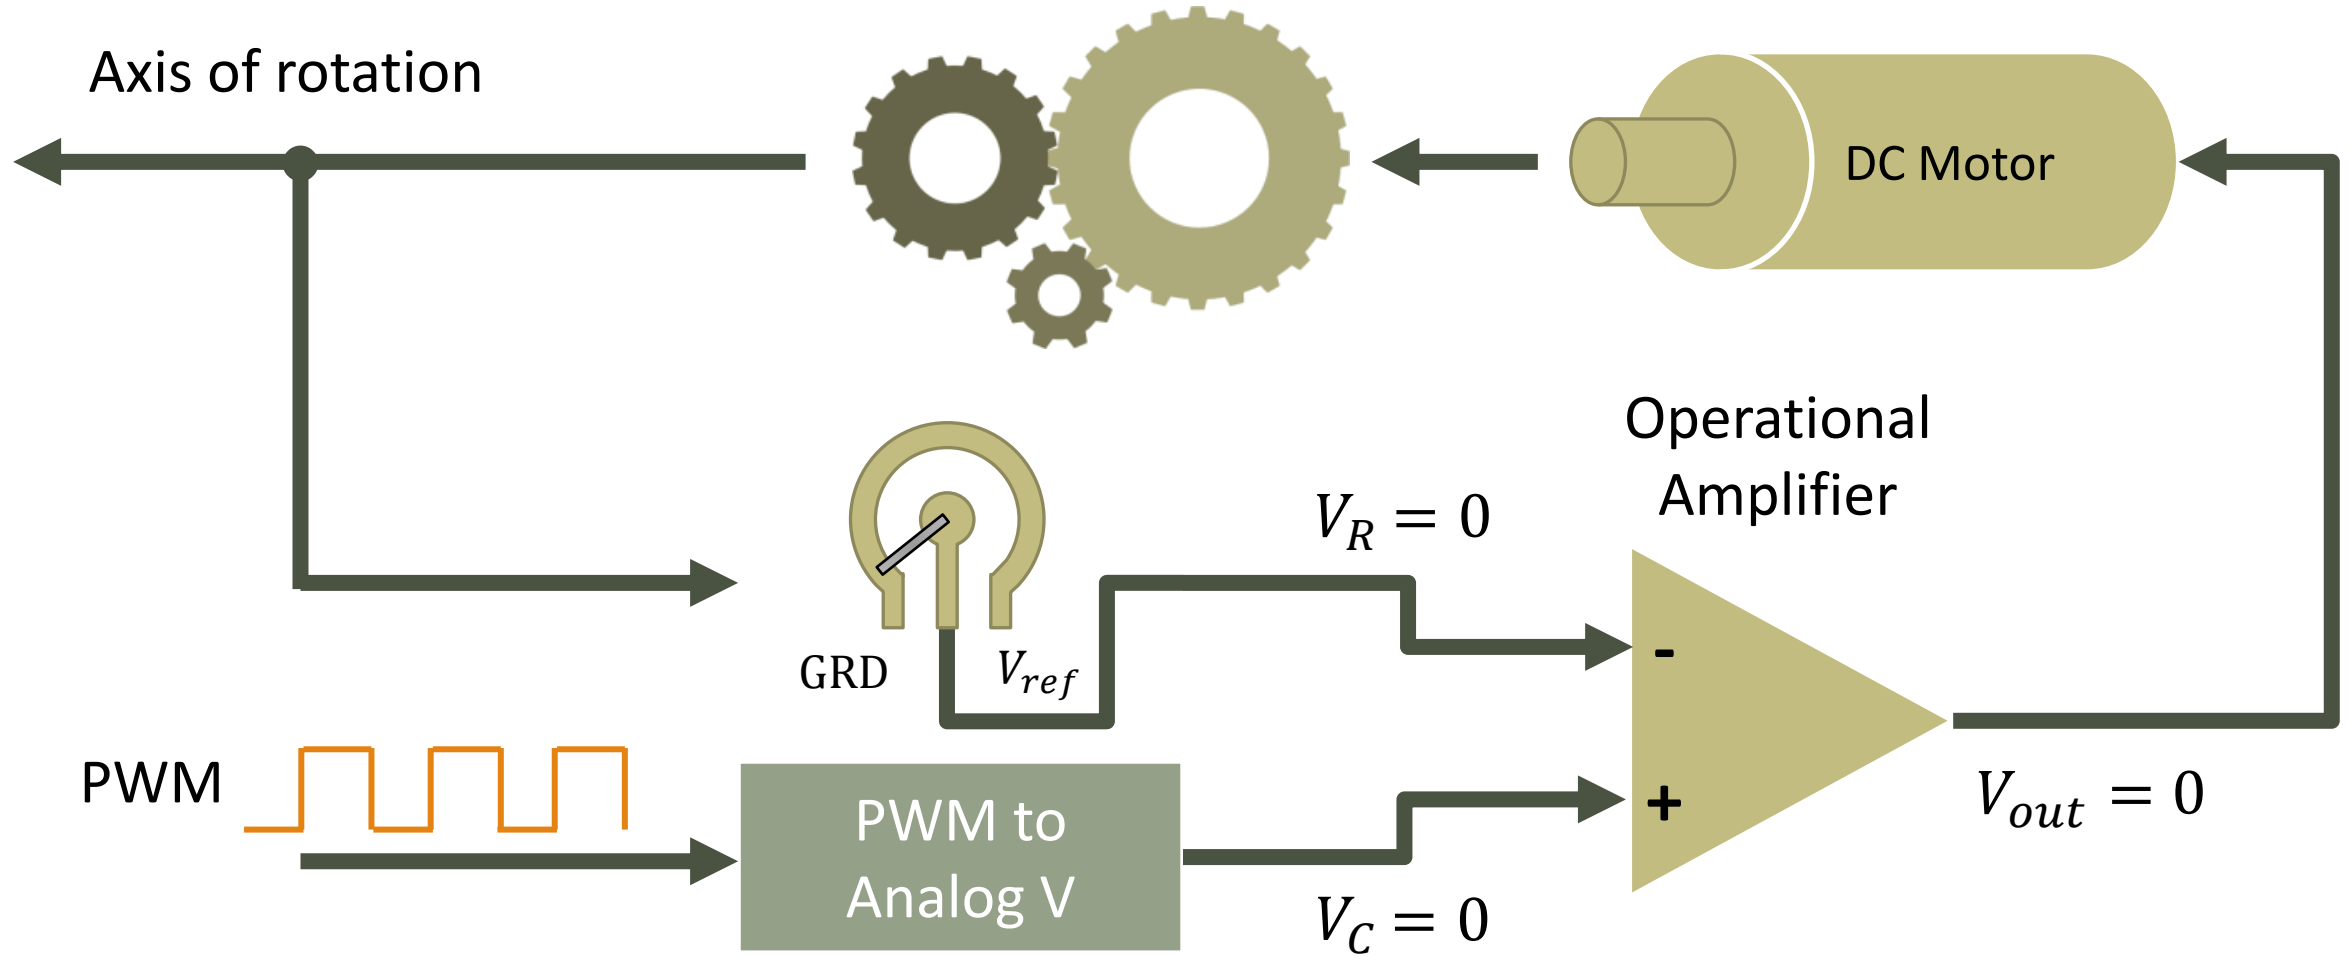 Axis of rotation
DC Motor
Operational
Amplifier
V_R = 0
-
GRD
V_ref
PWM
PWM to
Analog V
+
V_out = 0
V_C = 0